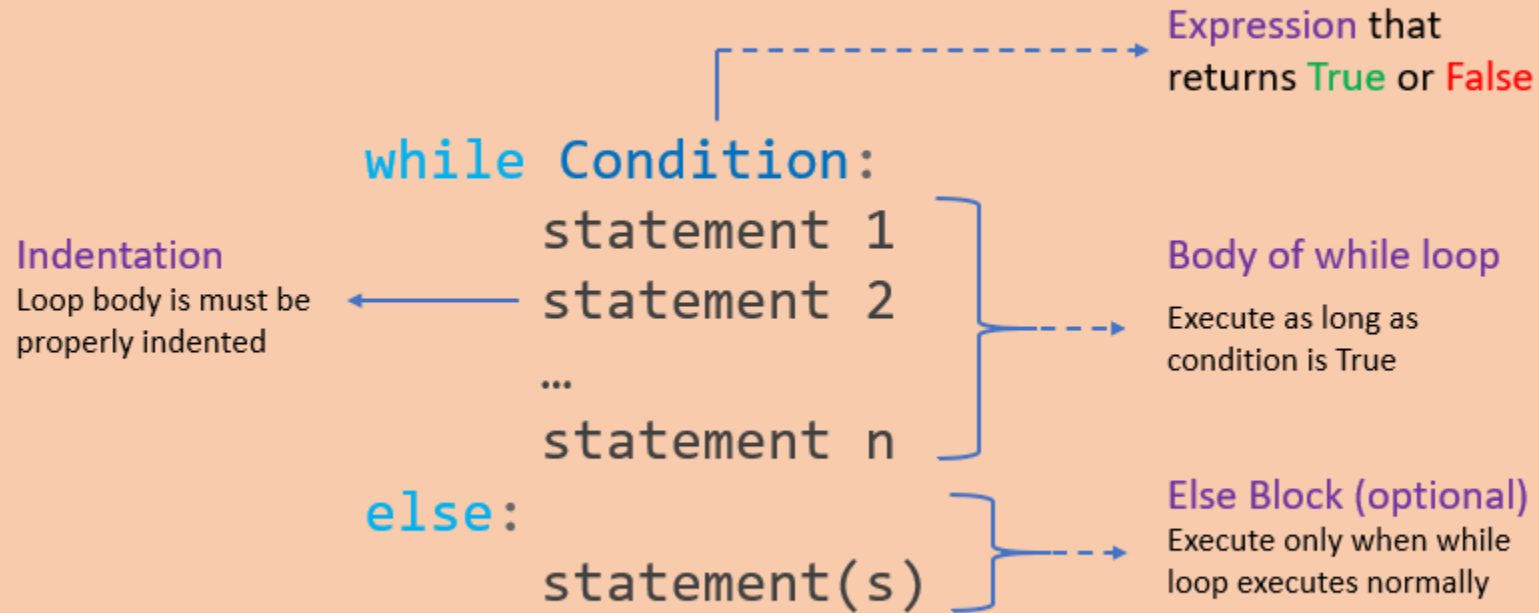 Expression that
returns True or False
while Condition:
statement 1
Indentation
Loop body is must be
properly indented
statement 2
…
statement n
Body of while loop
Execute as long as
condition is True
else:
statement(s)
Else Block (optional)
Execute only when while
loop executes normally